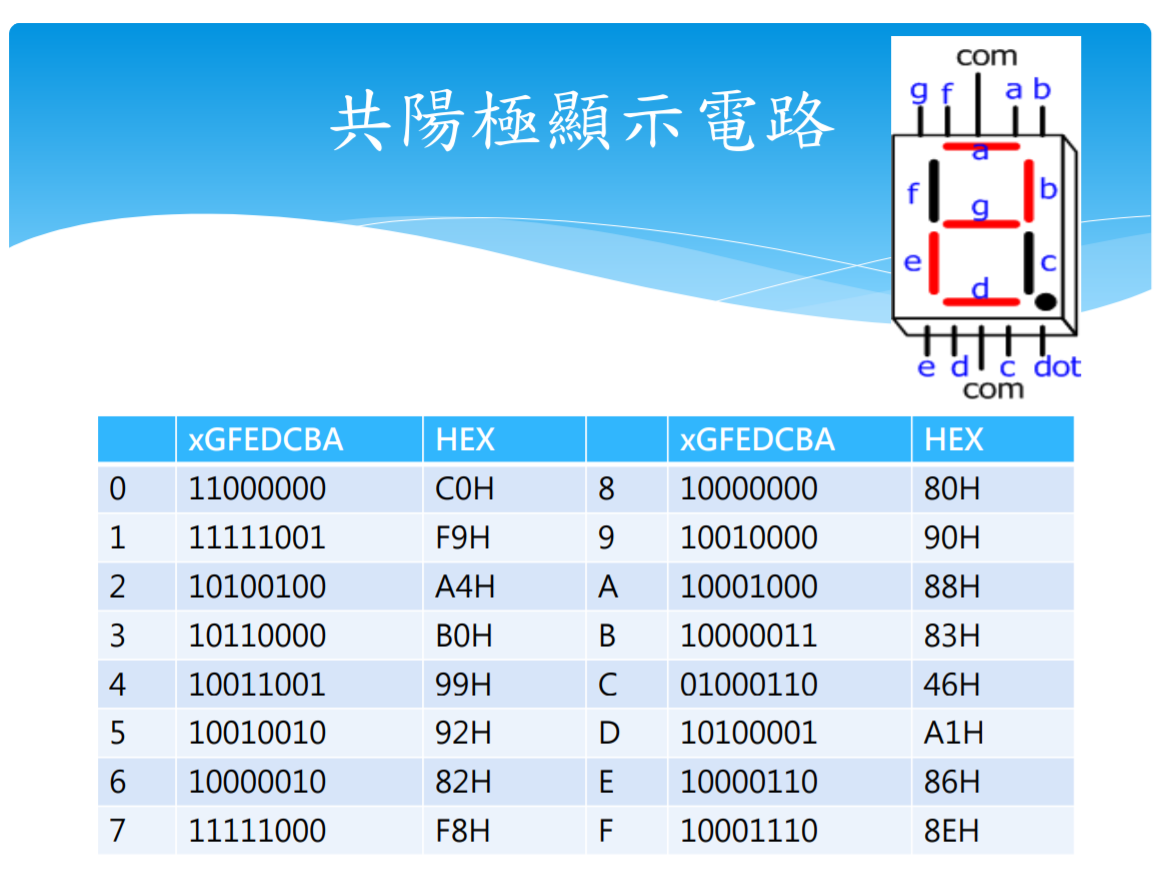 共陽極顯示電路
com
g f a b
a
f b
g
e c
d
e d c dot
com
xGFEDCBA HEX xGFEDCBA HEX
0 11000000 C0H 8 10000000 80H
1 11111001 F9H 9 10010000 90H
2 10100100 A4H A 10001000 88H
3 10110000 B0H B 10000011 83H
4 10011001 99H C 01000110 46H
5 10010010 92H D 10100001 A1H
6 10000010 82H E 10000110 86H
7 11111000 F8H F 10001110 8EH